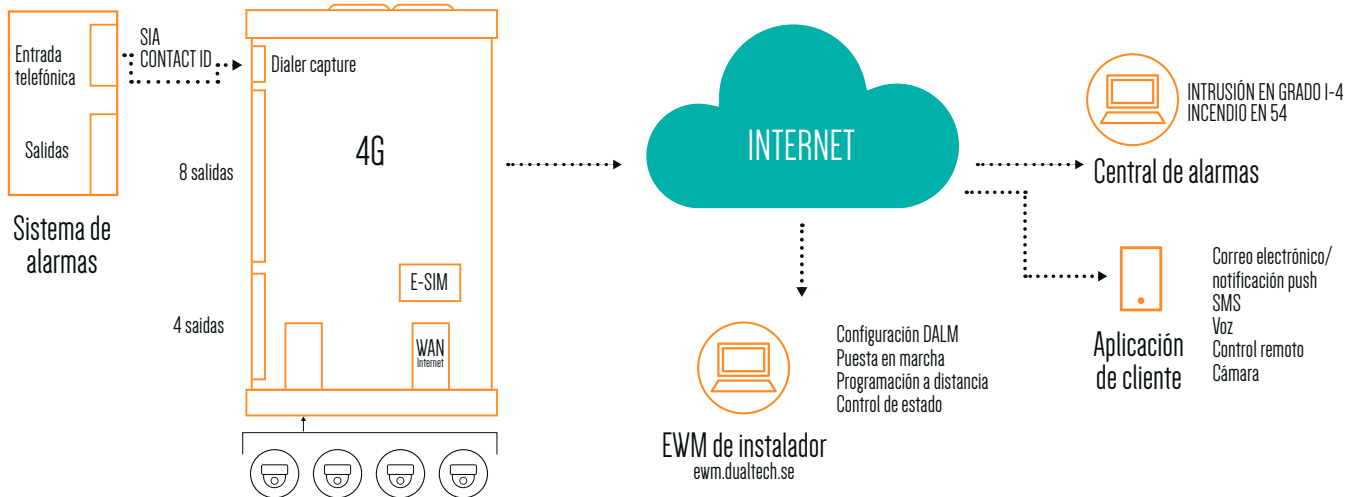 Entrada
telefónica
Salidas
Sistema de
alarmas
SIA
CONTACT ID
Dialer capture
8 salidas
4G
E-SIM
4 saidas
WAN
Internet
INTERNET
INTRUSIÓN EN GRADO 1-4
INCENDIO EN 54
Central de alarmas
Correo electrónico/
notificación push
SMS
Voz
Control remoto
Cámara
Aplicación
de cliente
Configuración DALM
Puesta en marcha
Programación a distancia
Control de estado
EWM de instalador
ewm.dualtech.se